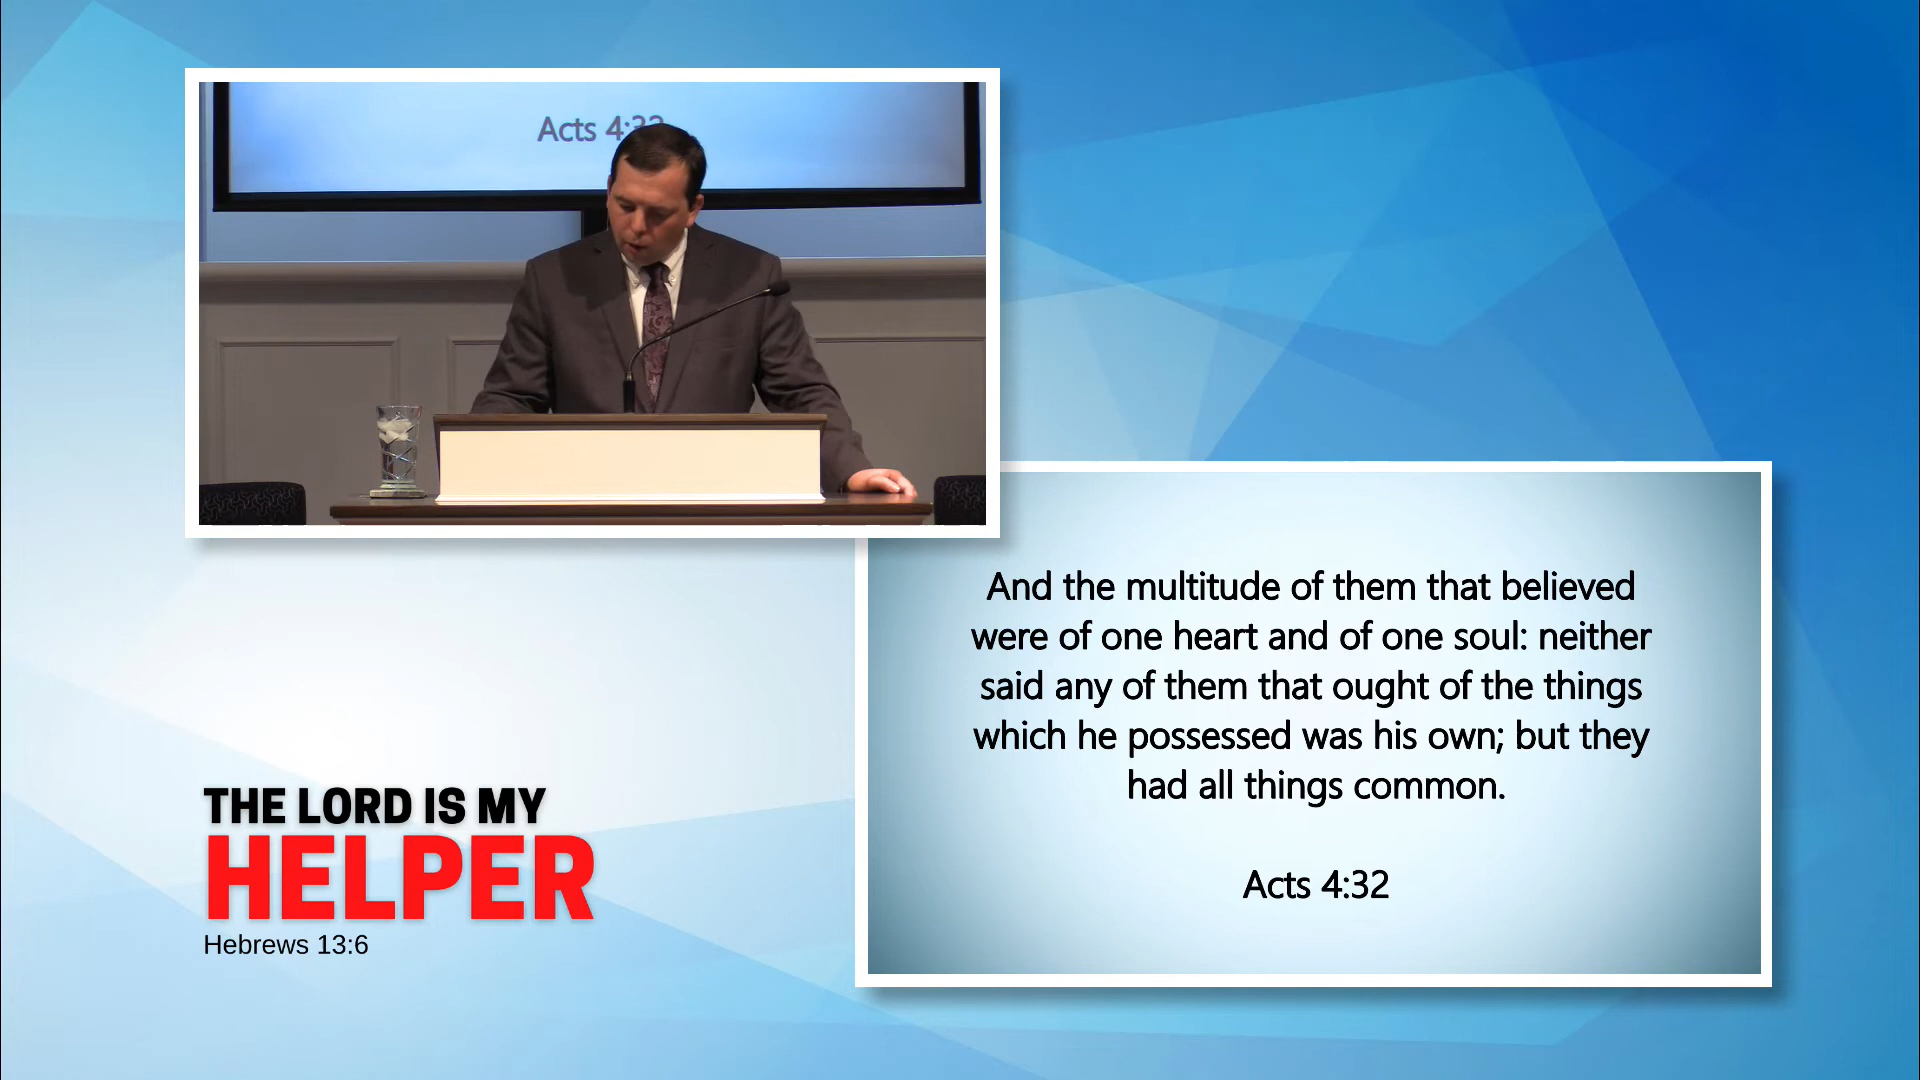 Acts 4:32
And the multitude of them that believed
were of one heart and of one soul: neither
said any of them that ought of the things
which he possessed was his own; but they
had all things common.
Acts 4:32
THE LORD IS MY
HELPER
Hebrews 13:6